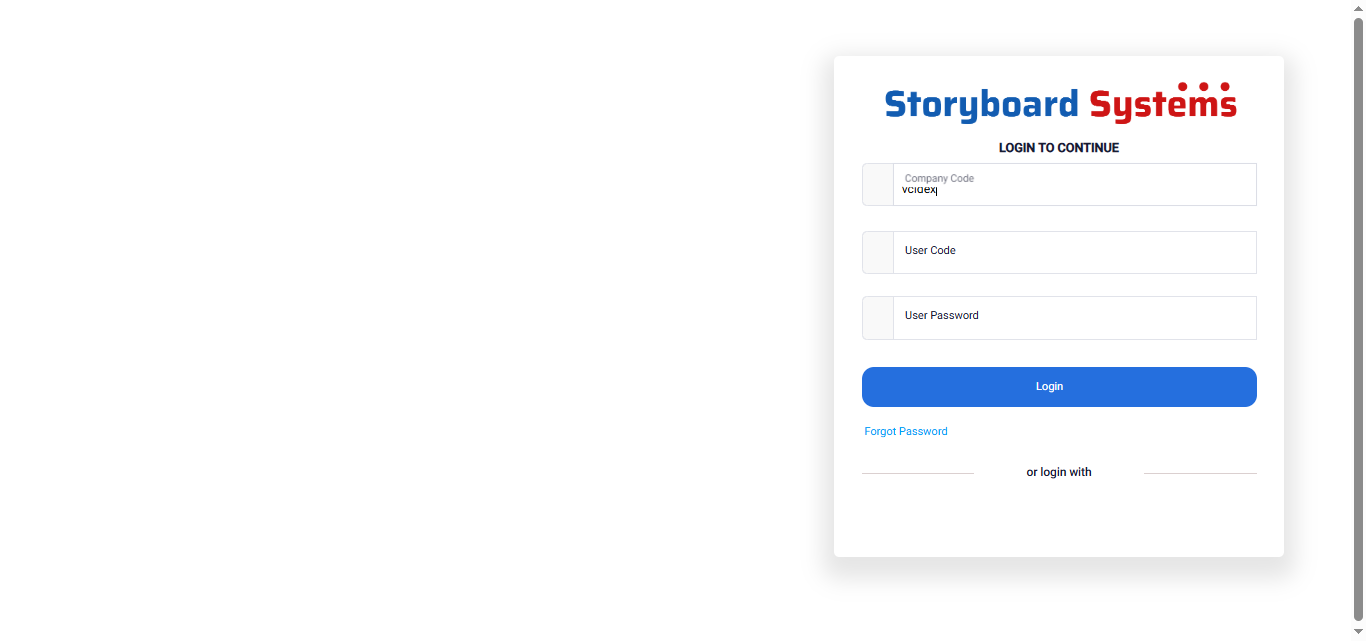 Storyboard Systems
LOGIN TO CONTINUE
Company Code
vcidex
User Code
User Password
Login
Forgot Password
or login with